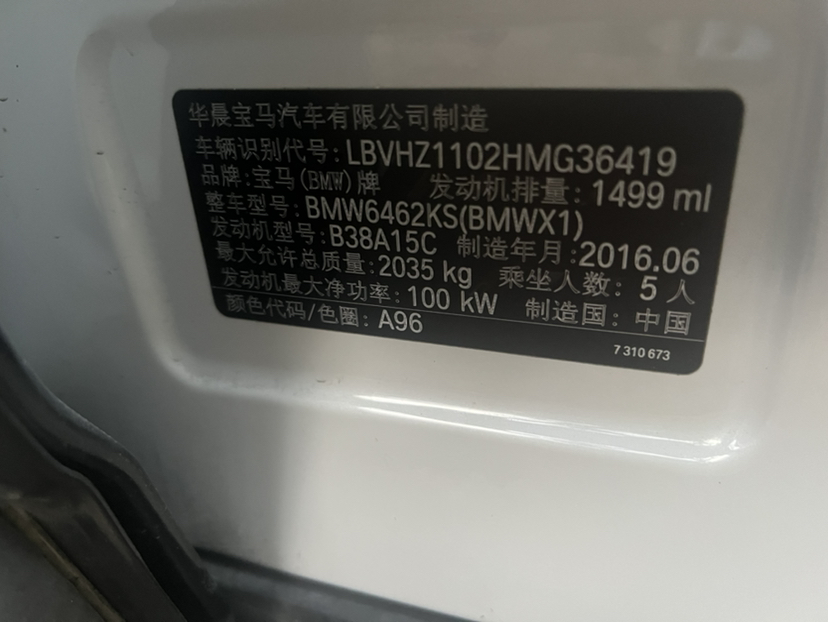 华晨宝马汽车有限公司制造
车辆识别代号: LBVHZ1102HMG36419
品牌:宝马(BMW)牌 发动机排量: 1499 ml
整车型号: BMW6462KS(BMWX1)
发动机型号: B38A15C 制造年月: 2016.06
最大允许总质量: 2035 kg 乘坐人数: 5 人
发动机最大净功率: 100 kW 制造国: 中国
颜色代码/色圈: A96
7 310 673